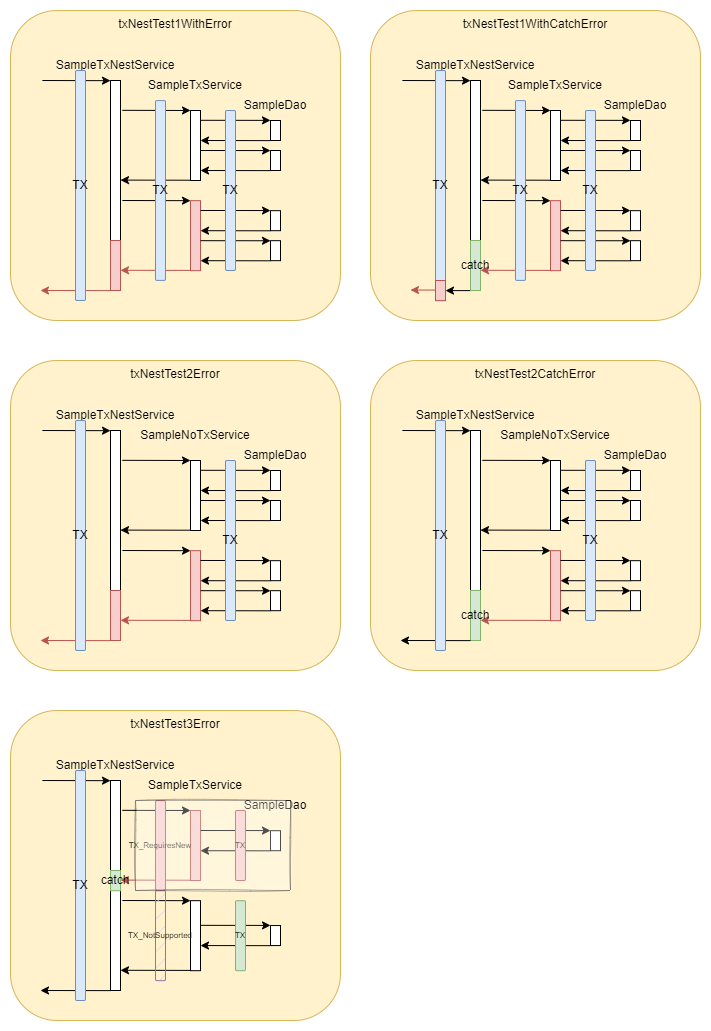 txNestTest1WithError
SampleTxNestService
SampleTxService
SampleDao
TX
TX
TX
txNestTest1WithCatchError
SampleTxNestService
SampleTxService
SampleDao
TX
TX
TX
catch
txNestTest2Error
SampleTxNestService
SampleNoTxService
SampleDao
TX
TX
txNestTest2CatchError
SampleTxNestService
SampleNoTxService
SampleDao
TX
TX
catch
txNestTest3Error
SampleTxNestService
SampleTxService
SampleDao
TX_RequiresNew
TX
catch
TX
TX_NotSupported
TX